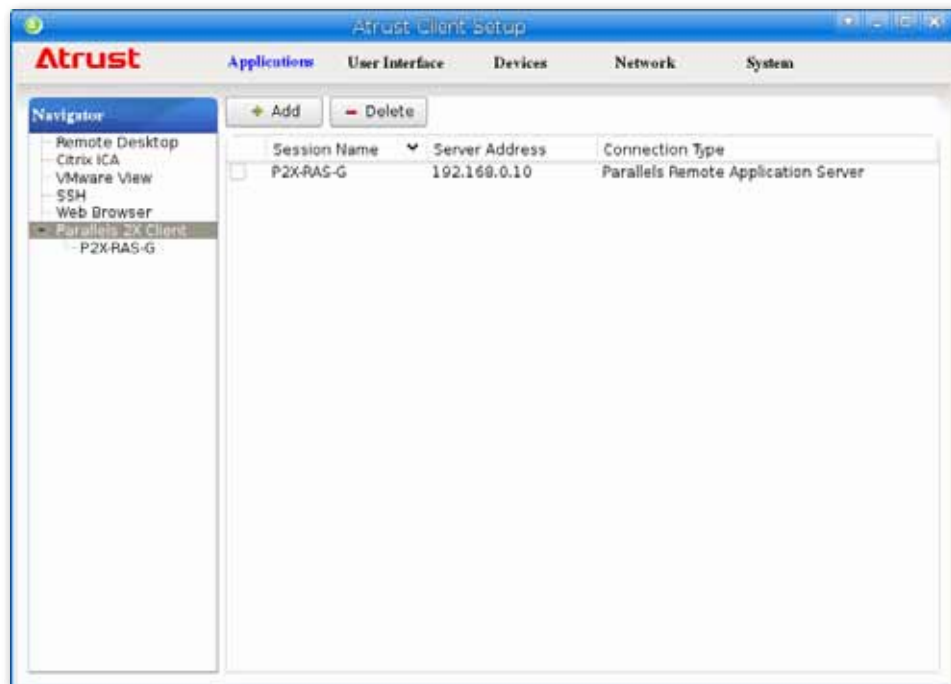 Atrust Client Setup
Atrust
Applications User Interface Devices Network System
Navigator
Remote Desktop
Citrix ICA
VMware View
SSH
Web Browser
Parallels 2X Client
P2X-RAS-G
Add Delete
Session Name Server Address Connection Type
P2X-RAS-G 192.168.0.10 Parallels Remote Application Server